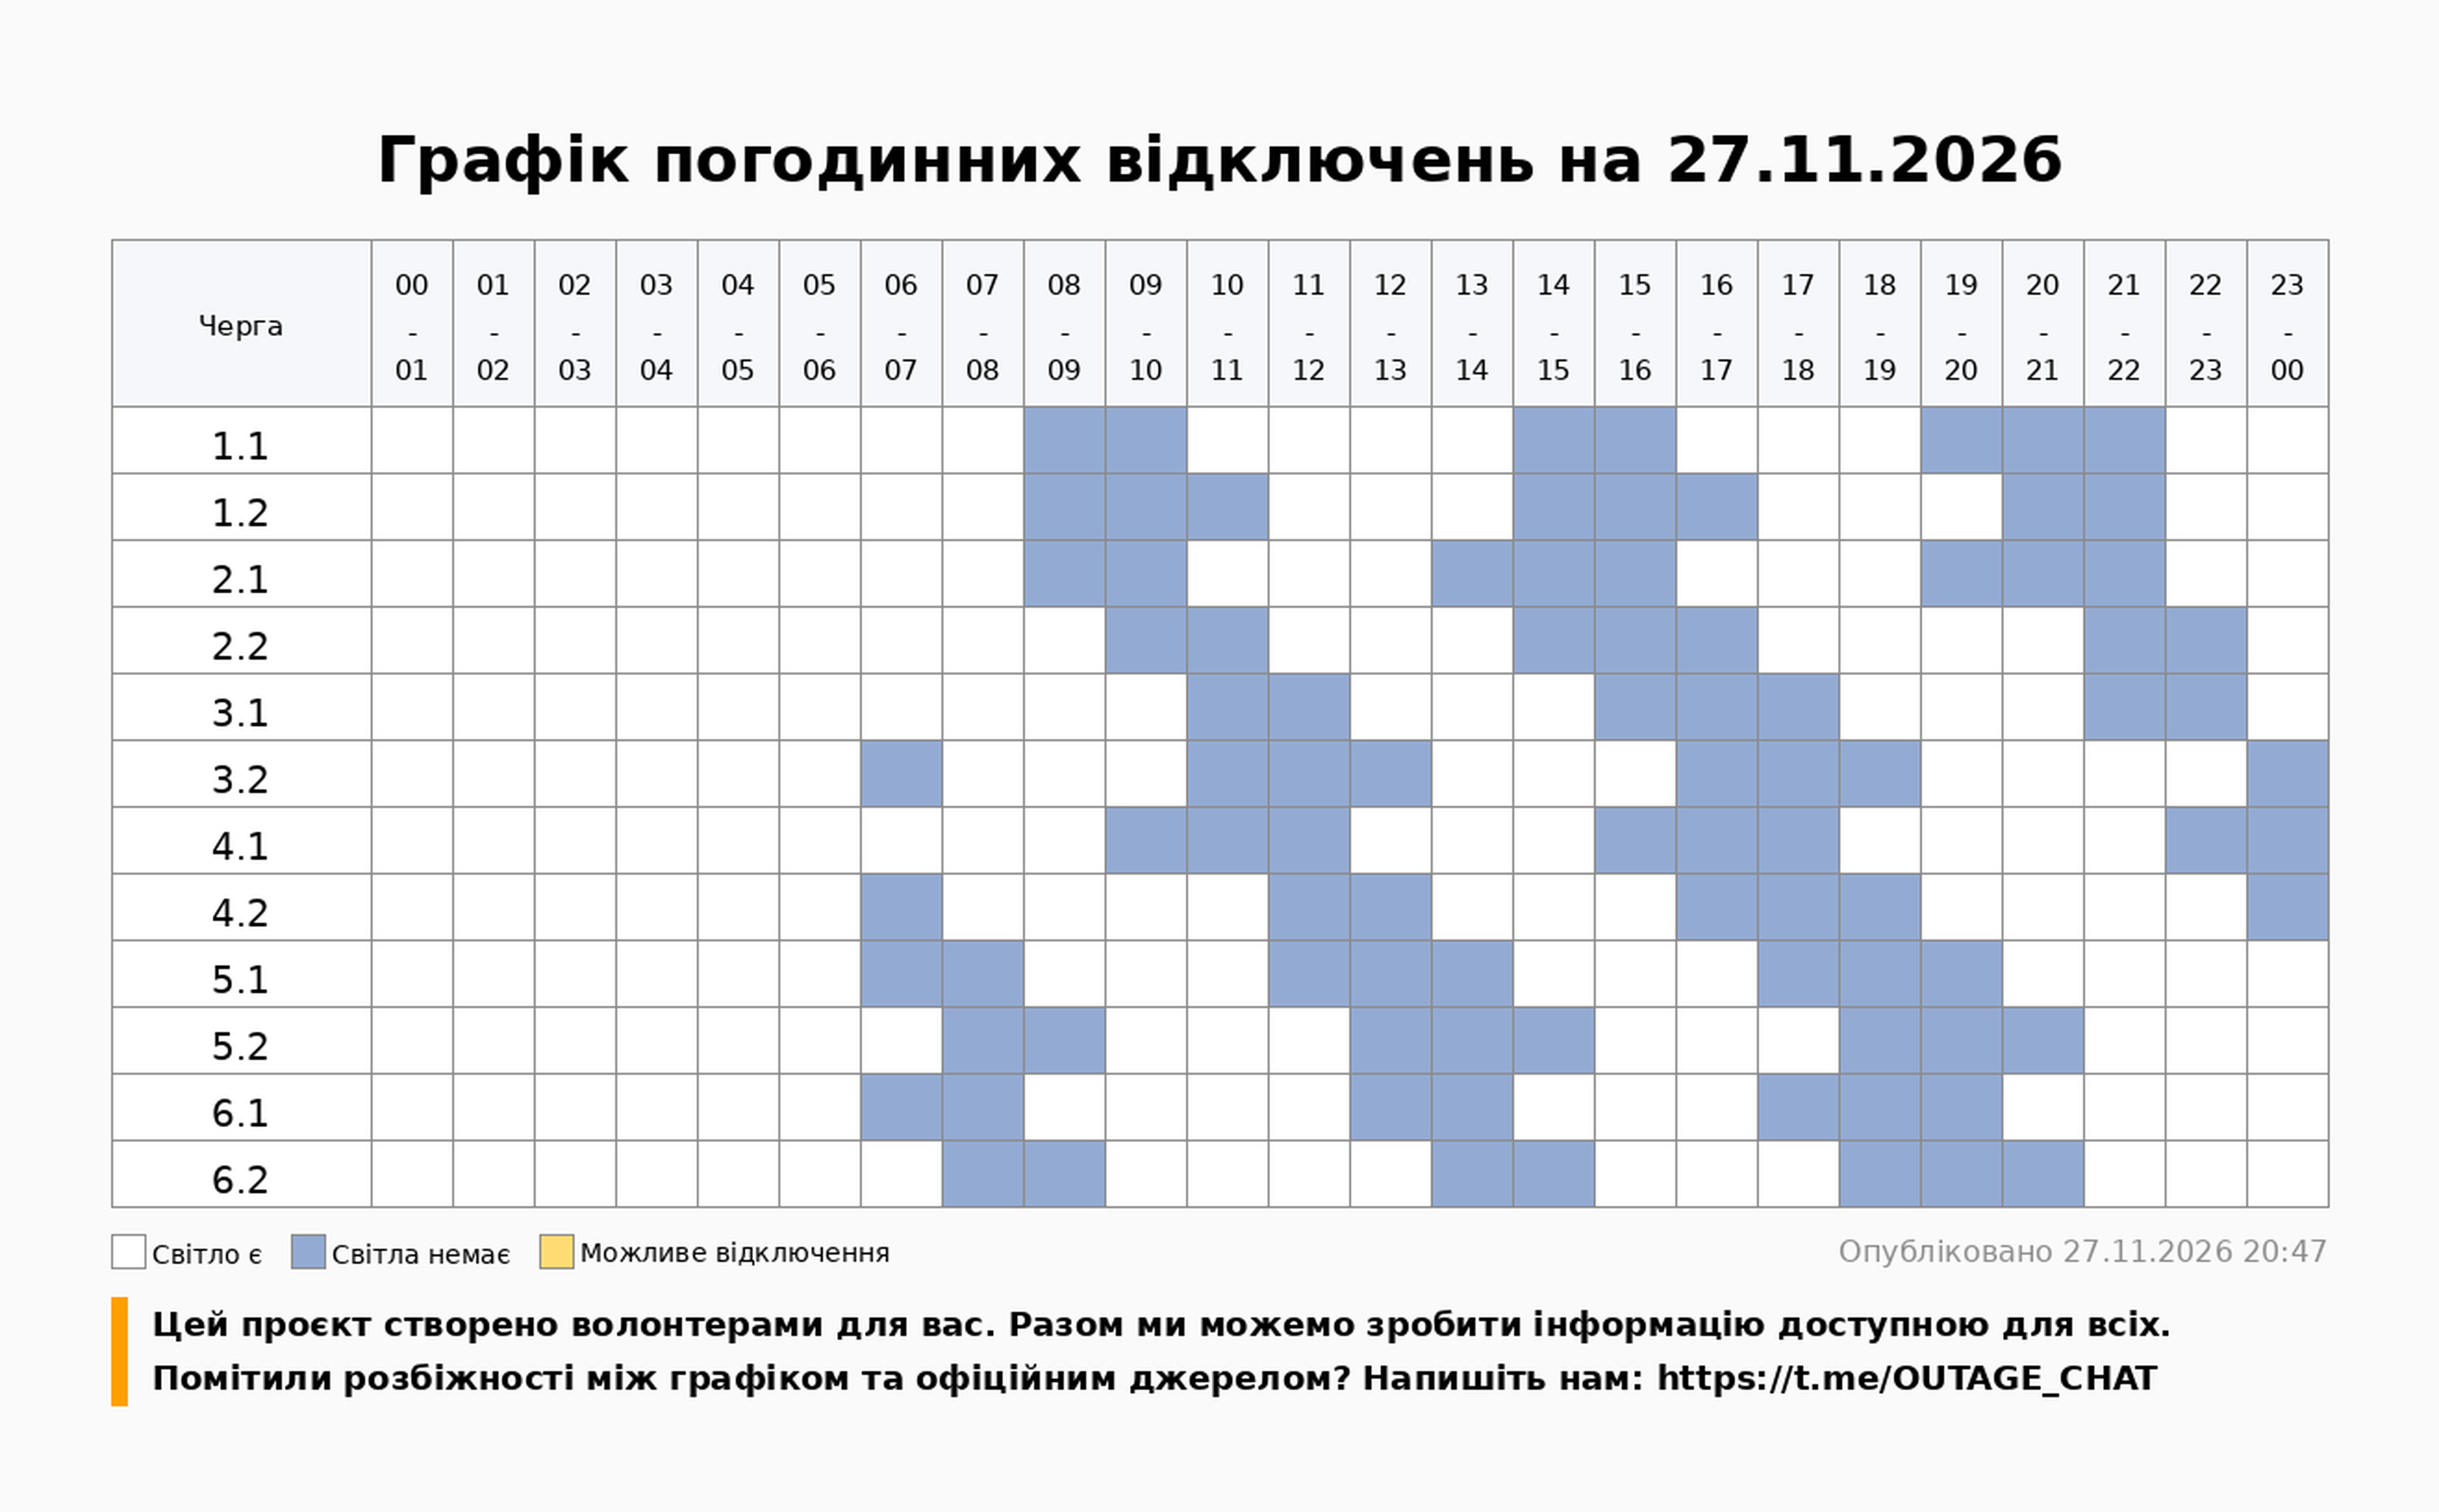 Графік погодинних відключень на 27.11.2026
Черга
00 - 01
01 - 02
02 - 03
03 - 04
04 - 05
05 - 06
06 - 07
07 - 08
08 - 09
09 - 10
10 - 11
11 - 12
12 - 13
13 - 14
14 - 15
15 - 16
16 - 17
17 - 18
18 - 19
19 - 20
20 - 21
21 - 22
22 - 23
23 - 00
1.1
1.2
2.1
2.2
3.1
3.2
4.1
4.2
5.1
5.2
6.1
6.2
Світло є
Світла немає
Можливе відключення
Опубліковано 27.11.2026 20:47
Цей проєкт створено волонтерами для вас. Разом ми можемо зробити інформацію доступною для всіх.
Помітили розбіжності між графіком та офіційним джерелом? Напишіть нам: https://t.me/OUTAGE_CHAT